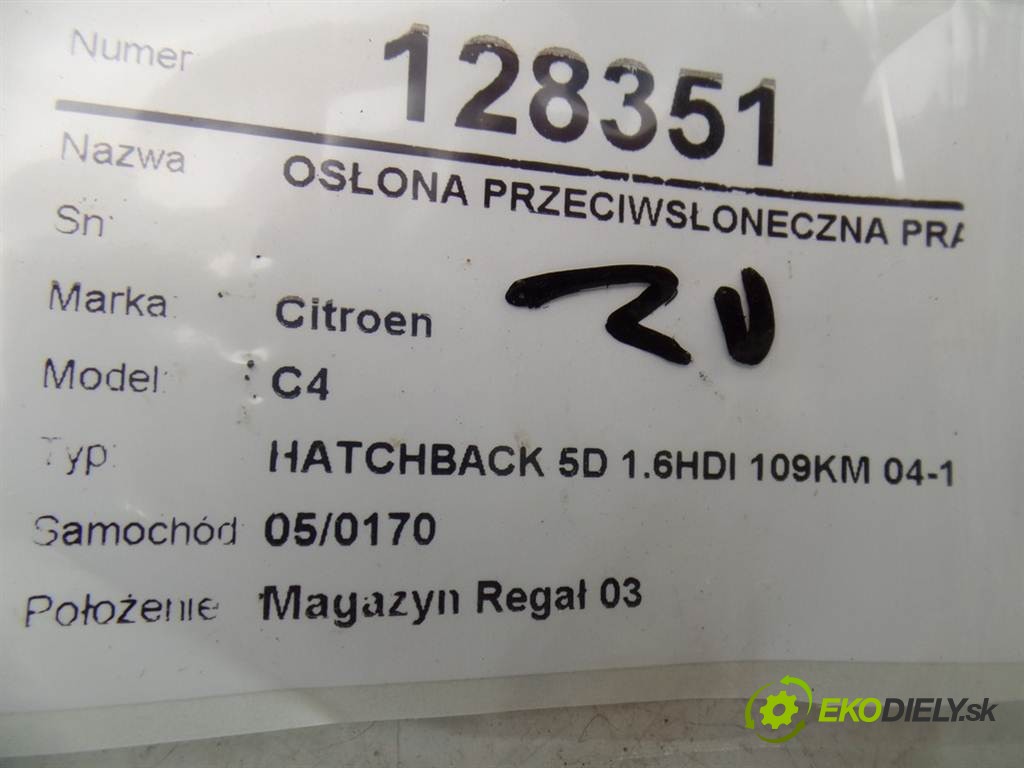 Numer 128351
Nazwa OSŁONA PRZECIWSŁONECZNA PRA
Sn:
Marka: Citroen
Model: C4
Typ: HATCHBACK 5D 1.6HDI 109KM 04-1
Samochód 05/0170
Położenie Magazyn Regał 03
EKODIELY.sk